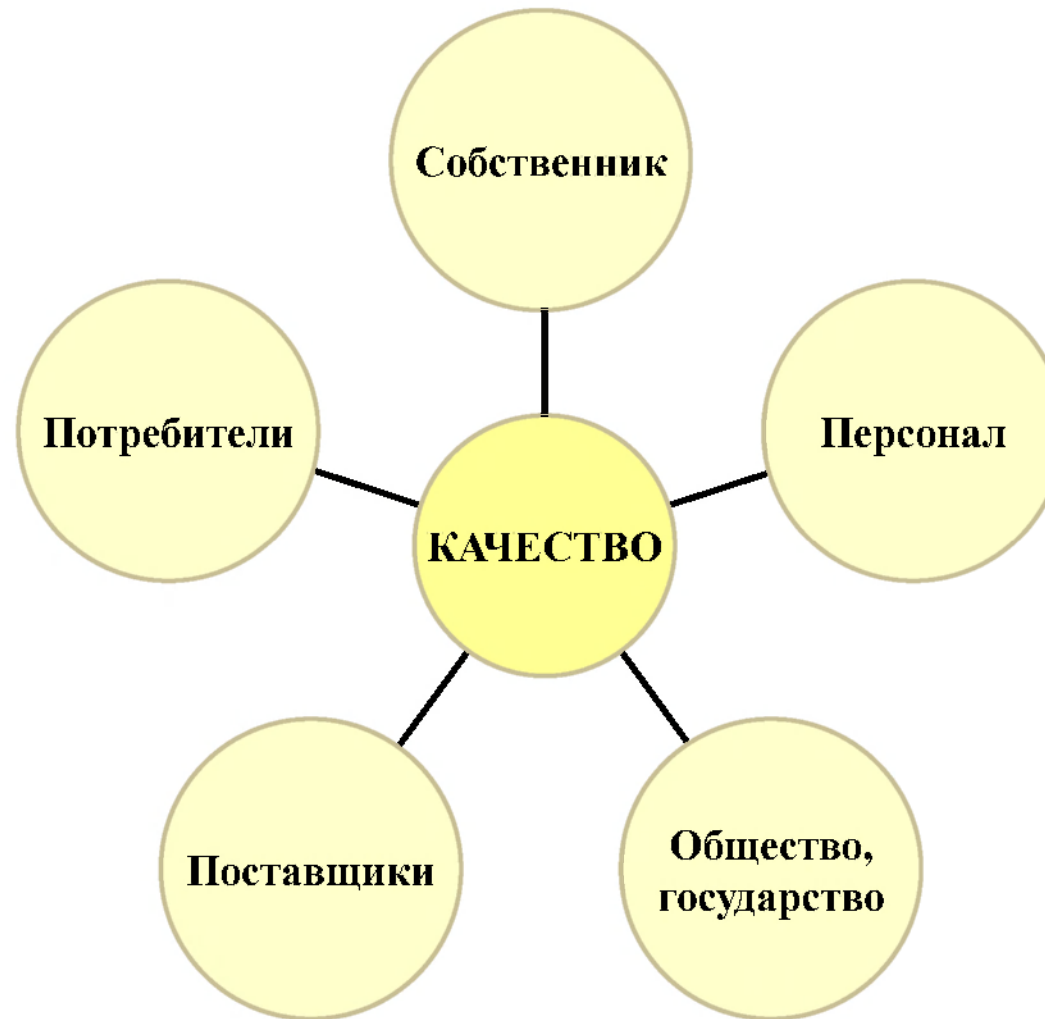 Собственник
Потребители
Персонал
КАЧЕСТВО
Поставщики
Общество,
государство